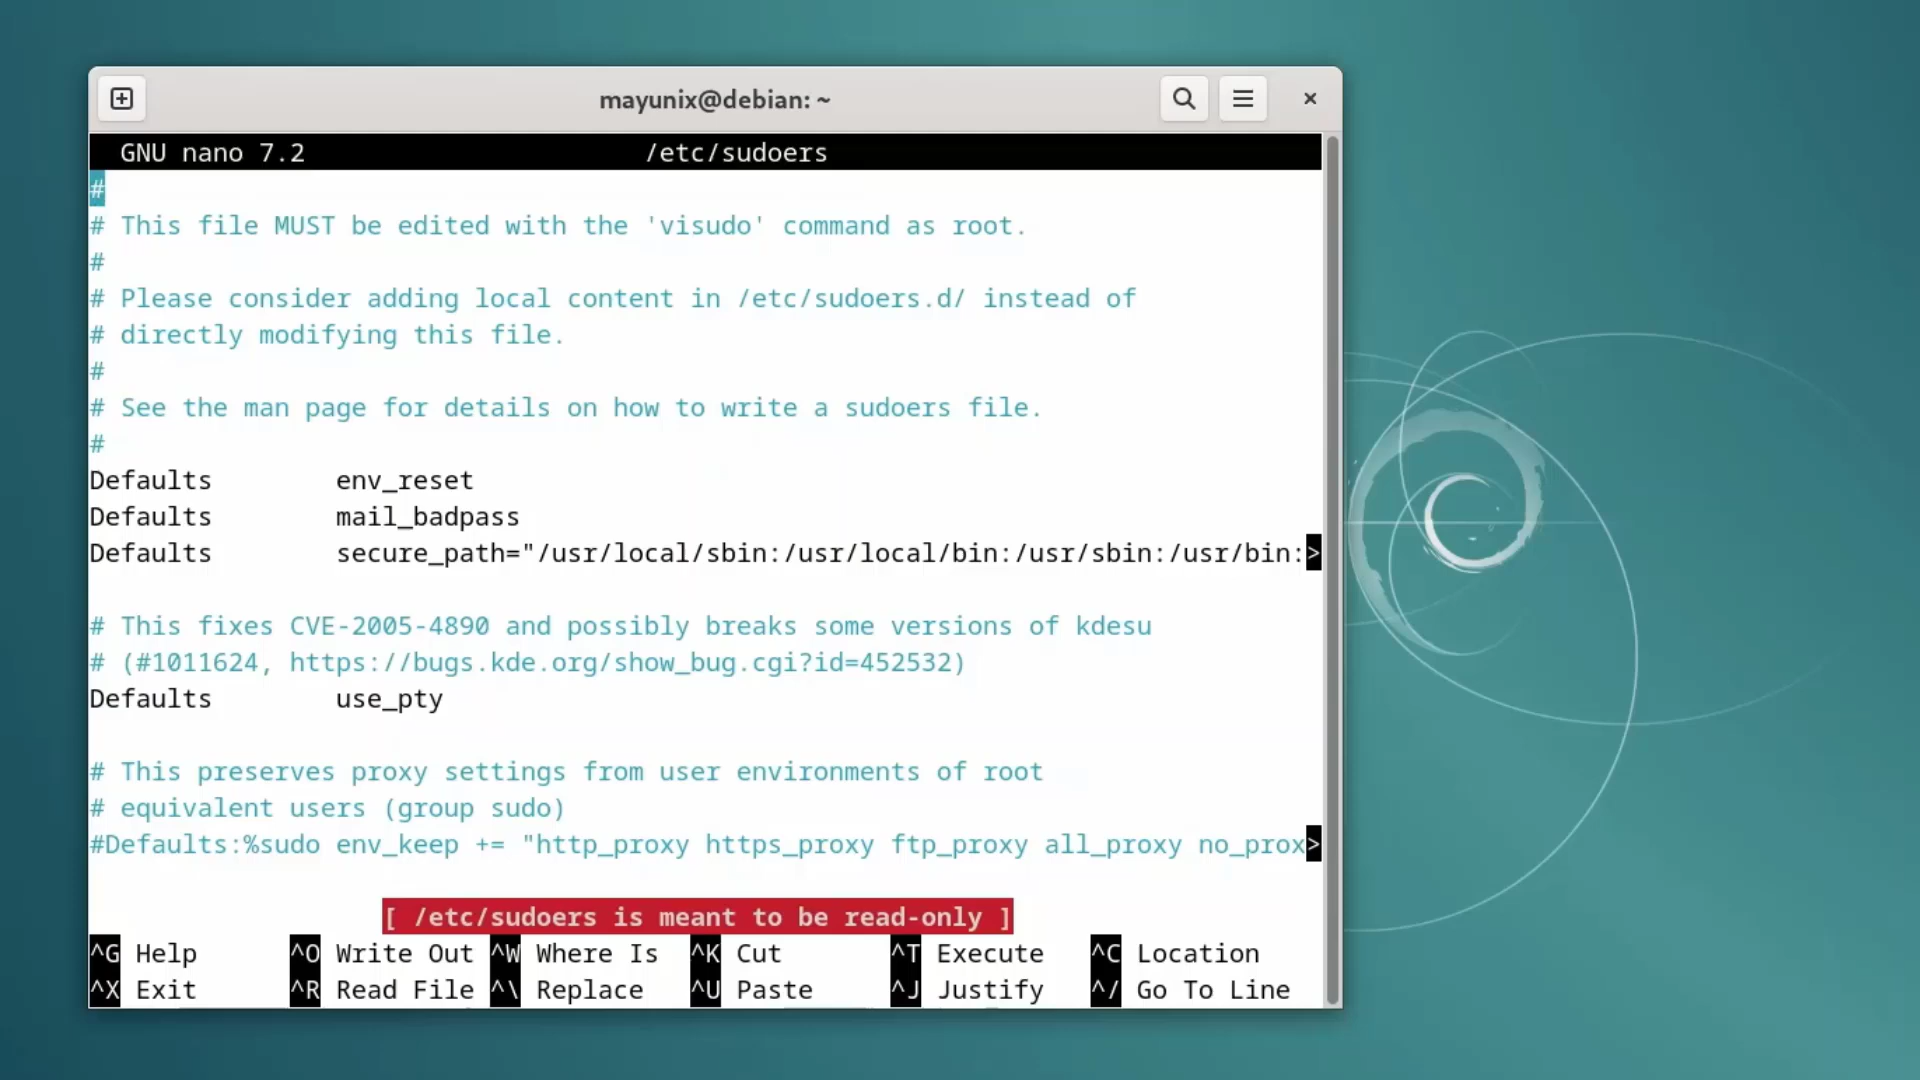 mayunix@debian: ~
GNU nano 7.2 /etc/sudoers
#
# This file MUST be edited with the 'visudo' command as root.
#
# Please consider adding local content in /etc/sudoers.d/ instead of
# directly modifying this file.
#
# See the man page for details on how to write a sudoers file.
#
Defaults env_reset
Defaults mail_badpass
Defaults secure_path="/usr/local/sbin:/usr/local/bin:/usr/sbin:/usr/bin:>
# This fixes CVE-2005-4890 and possibly breaks some versions of kdesu
# (#1011624, https://bugs.kde.org/show_bug.cgi?id=452532)
Defaults use_pty
# This preserves proxy settings from user environments of root
# equivalent users (group sudo)
#Defaults:%sudo env_keep += "http_proxy https_proxy ftp_proxy all_proxy no_prox>
[ /etc/sudoers is meant to be read-only ]
^G Help ^O Write Out ^W Where Is ^K Cut ^T Execute ^C Location
^X Exit ^R Read File ^\ Replace ^U Paste ^J Justify ^/ Go To Line